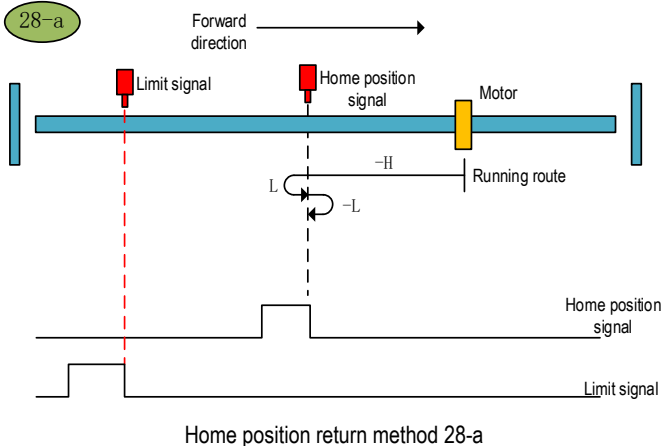 28-a
Forward
direction
Limit signal
Home position
signal
Motor
-H
Running route
L
-L
Home position
signal
Limit signal
Home position return method 28-a